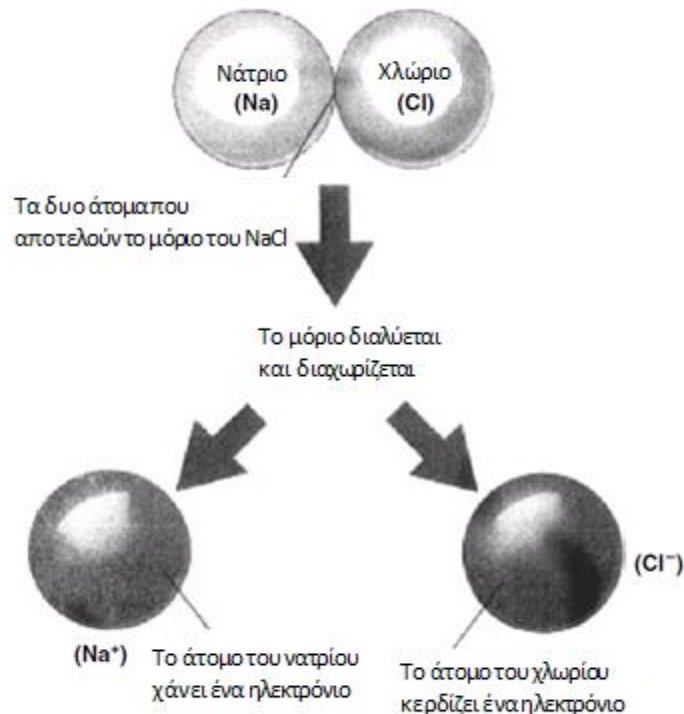 Νάτριο
(Na)
Χλώριο
(Cl)
Τα δυο άτομα που
αποτελούν το μόριο του NaCl
Το μόριο διαλύεται
και διαχωρίζεται
(Na⁺)
Το άτομο του νατρίου
χάνει ένα ηλεκτρόνιο
(Cl⁻)
Το άτομο του χλωρίου
κερδίζει ένα ηλεκτρόνιο